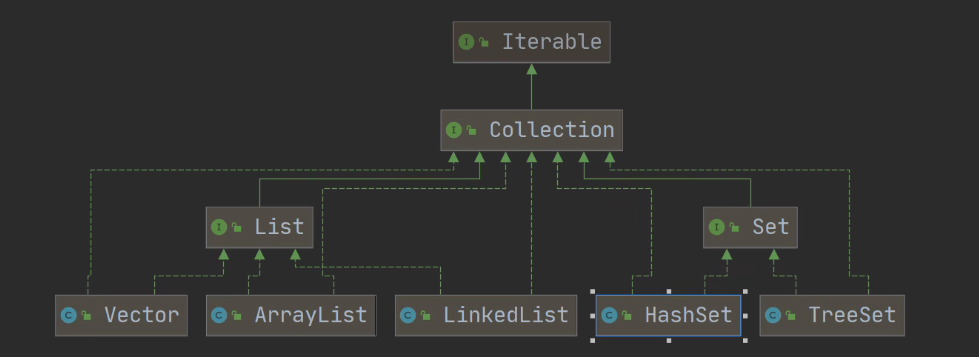 I Iterable
I Collection
I List
I Set
C Vector
C ArrayList
C LinkedList
C HashSet
C TreeSet